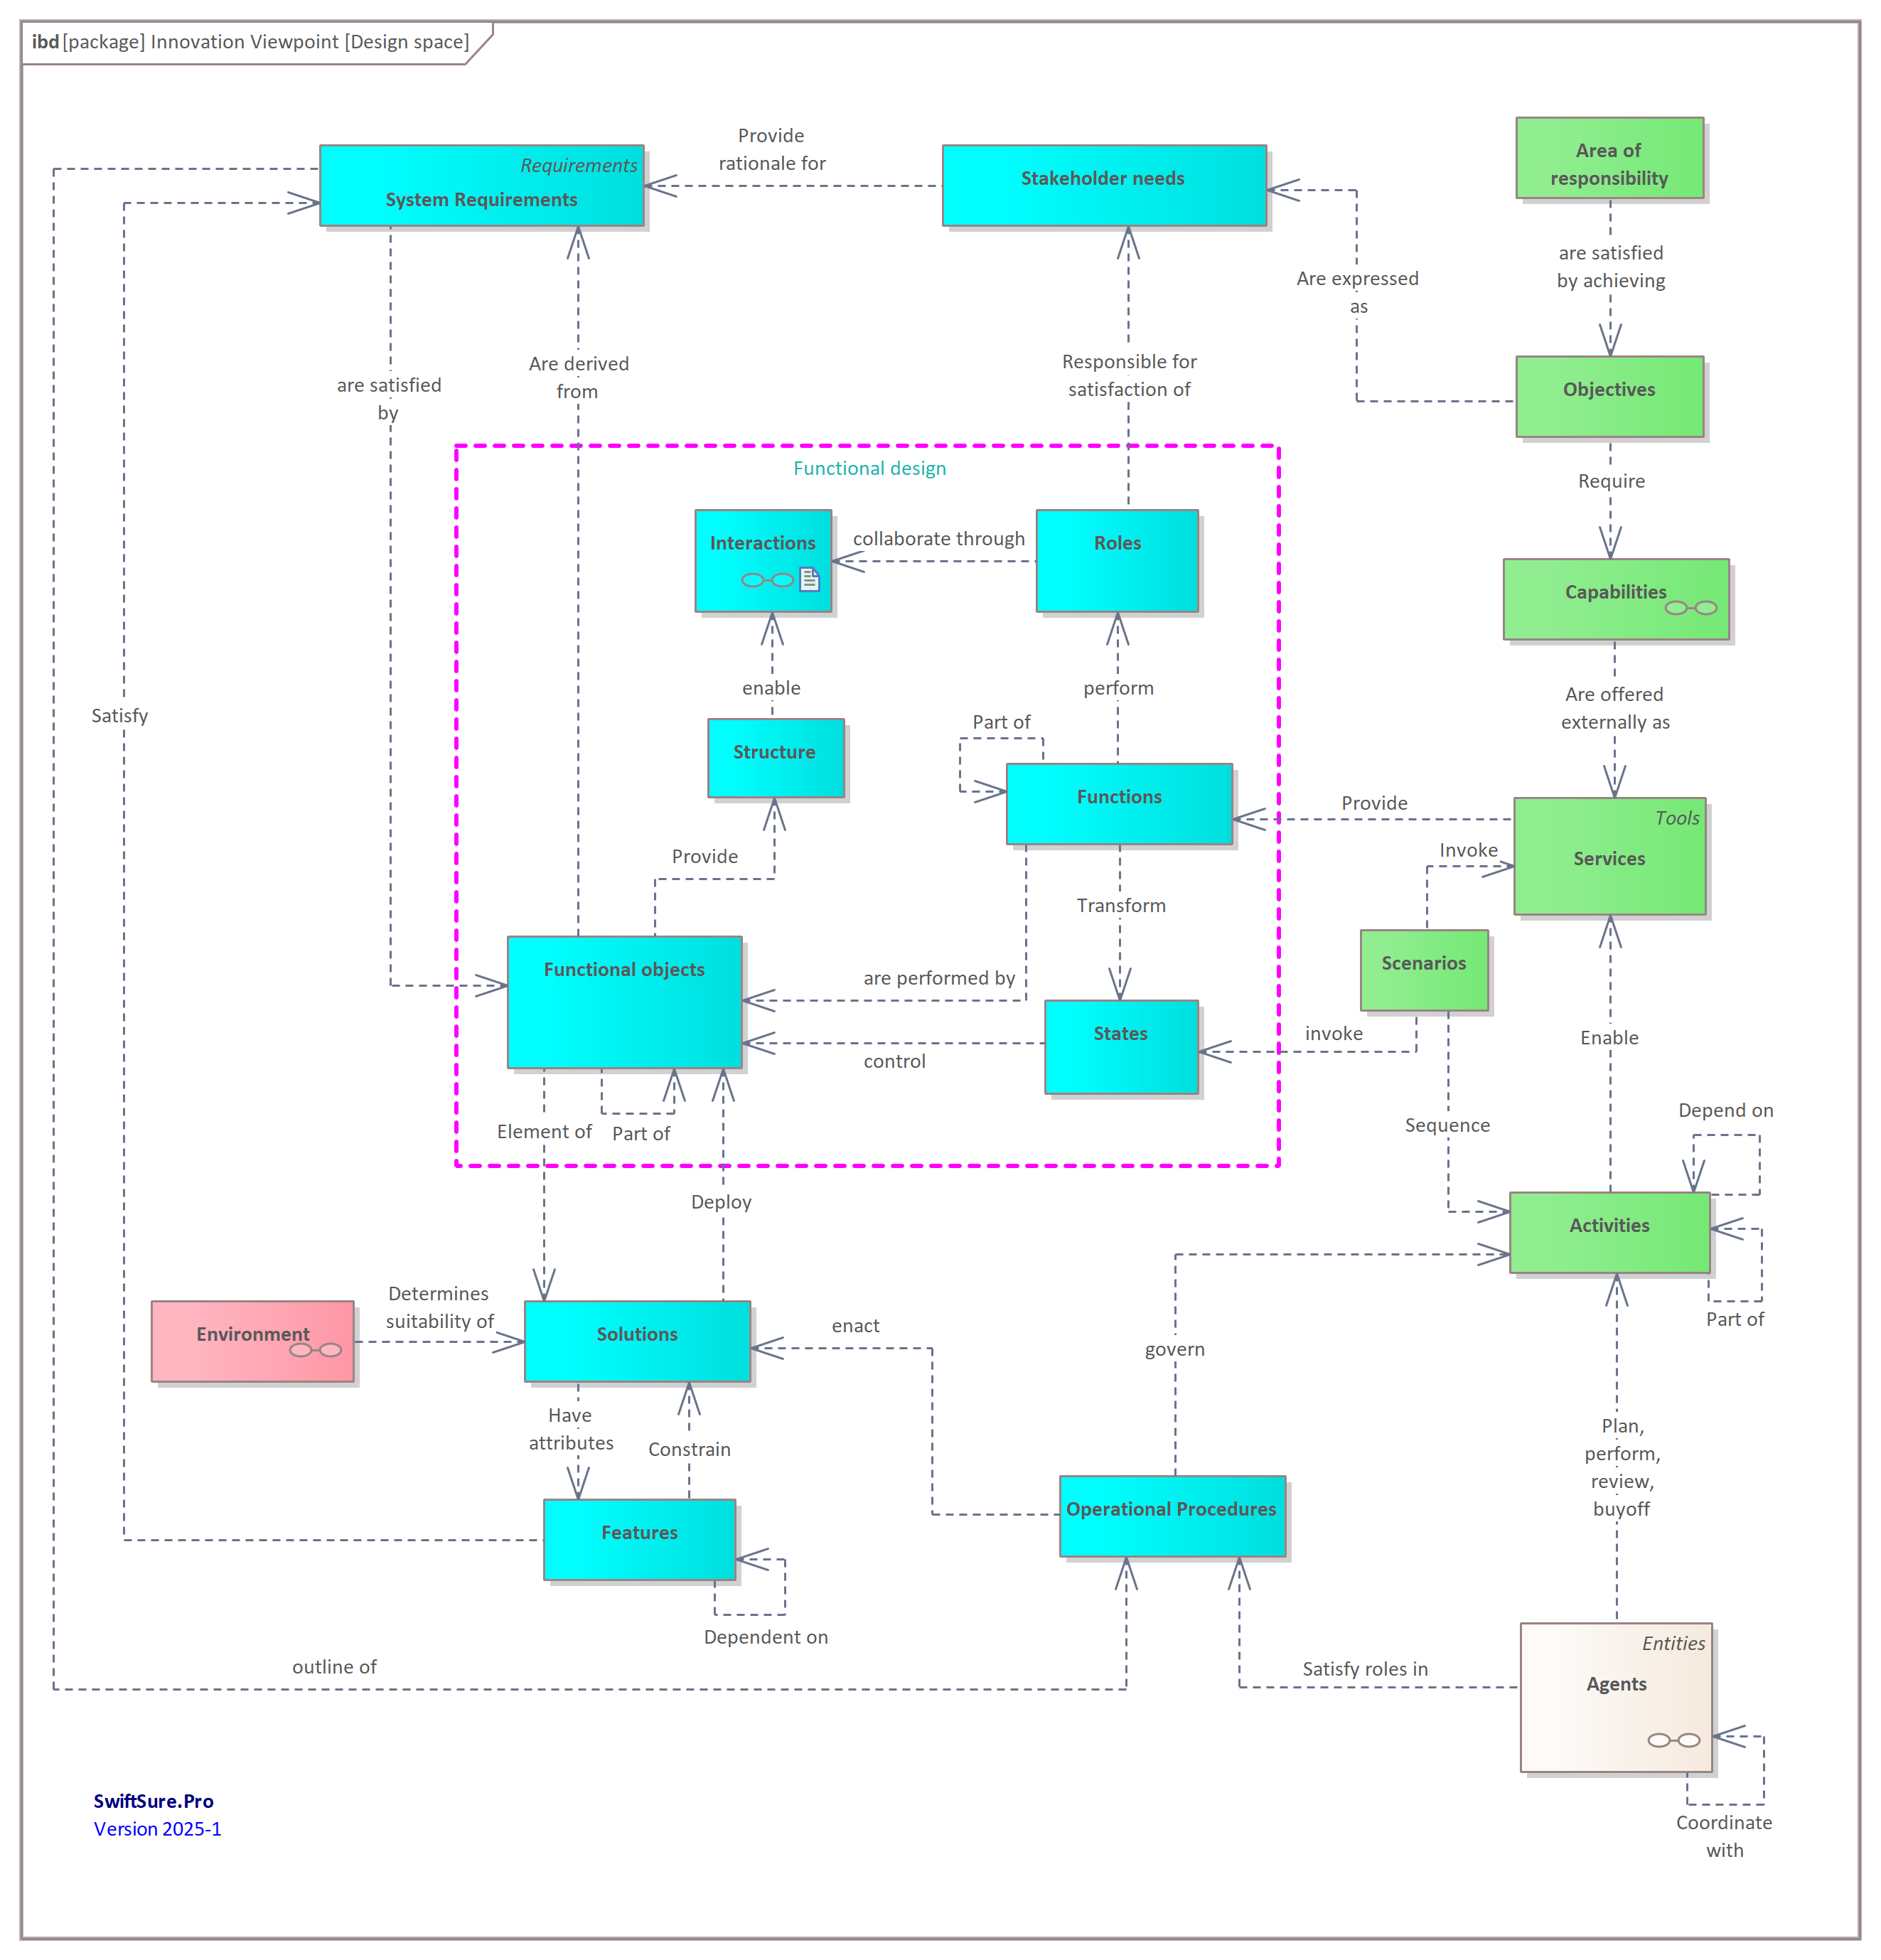 ibd [package] Innovation Viewpoint [Design space]
Requirements
System Requirements
Provide
rationale for
Stakeholder needs
Area of
responsibility
are satisfied
by achieving
Are expressed
as
Objectives
are satisfied
by
Are derived
from
Responsible for
satisfaction of
Require
Functional design
Interactions
collaborate through
Roles
Capabilities
enable
perform
Are offered
externally as
Satisfy
Structure
Part of
Functions
Provide
Tools
Services
Invoke
Provide
Transform
Functional objects
are performed by
Scenarios
States
invoke
control
Enable
Element of
Part of
Sequence
Depend on
Deploy
Activities
Part of
Environment
Determines
suitability of
Solutions
enact
govern
Have
attributes
Constrain
Plan,
perform,
review,
buyoff
Features
Operational Procedures
Dependent on
outline of
Satisfy roles in
Entities
Agents
Coordinate
with
SwiftSure.Pro
Version 2025-1